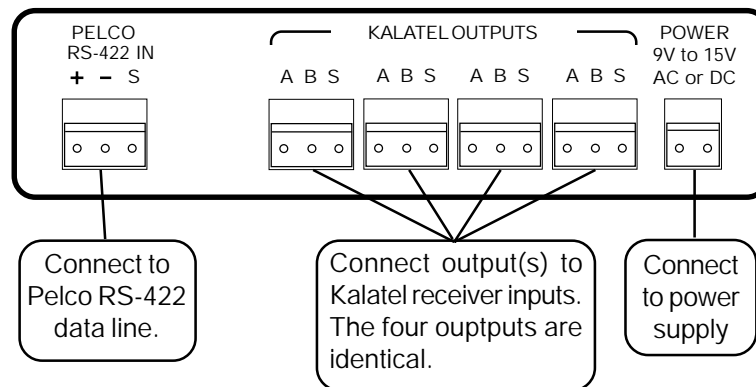 PELCO
RS-422 IN
+ – S
KALATEL OUTPUTS
A B S A B S A B S A B S
POWER
9V to 15V
AC or DC
Connect to
Pelco RS-422
data line.
Connect output(s) to
Kalatel receiver inputs.
The four ouptputs are
identical.
Connect
to power
supply